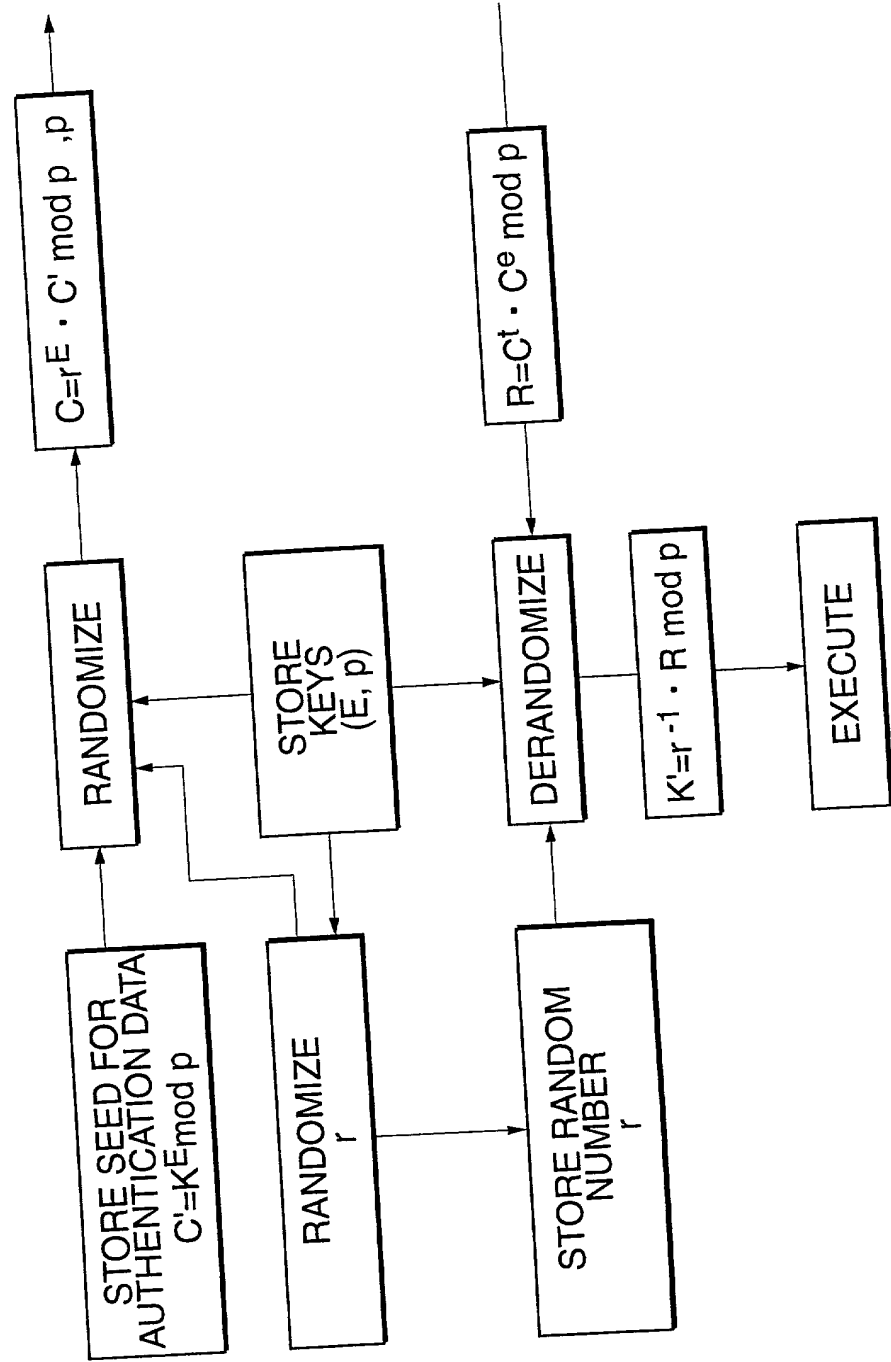 STORE SEED FOR
AUTHENTICATION DATA
C'=K^E mod p
RANDOMIZE
C=r^E · C' mod p ,p
RANDOMIZE
r
STORE
KEYS
(E, p)
STORE RANDOM
NUMBER
r
DERANDOMIZE
R=C^t · C^e mod p
K'=r^-1 · R mod p
EXECUTE